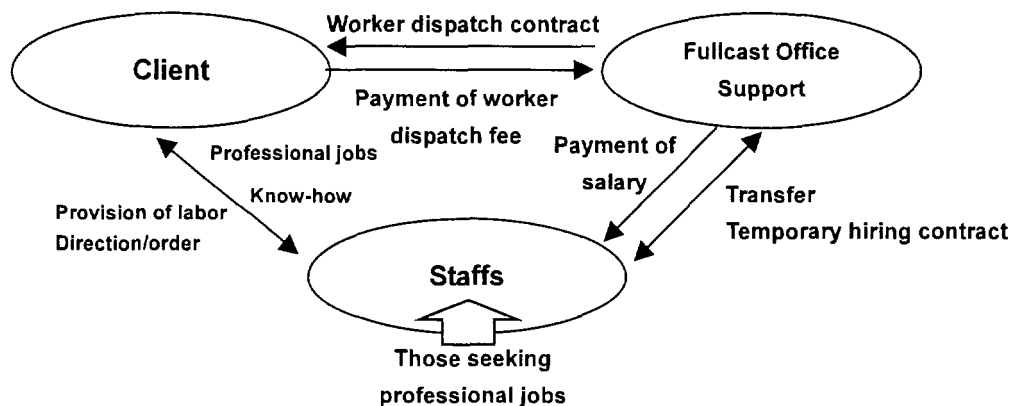 Worker dispatch contract
Client
Fullcast Office
Support
Payment of worker
dispatch fee
Professional jobs
Know-how
Provision of labor
Direction/order
Payment of
salary
Transfer
Temporary hiring contract
Staffs
Those seeking
professional jobs